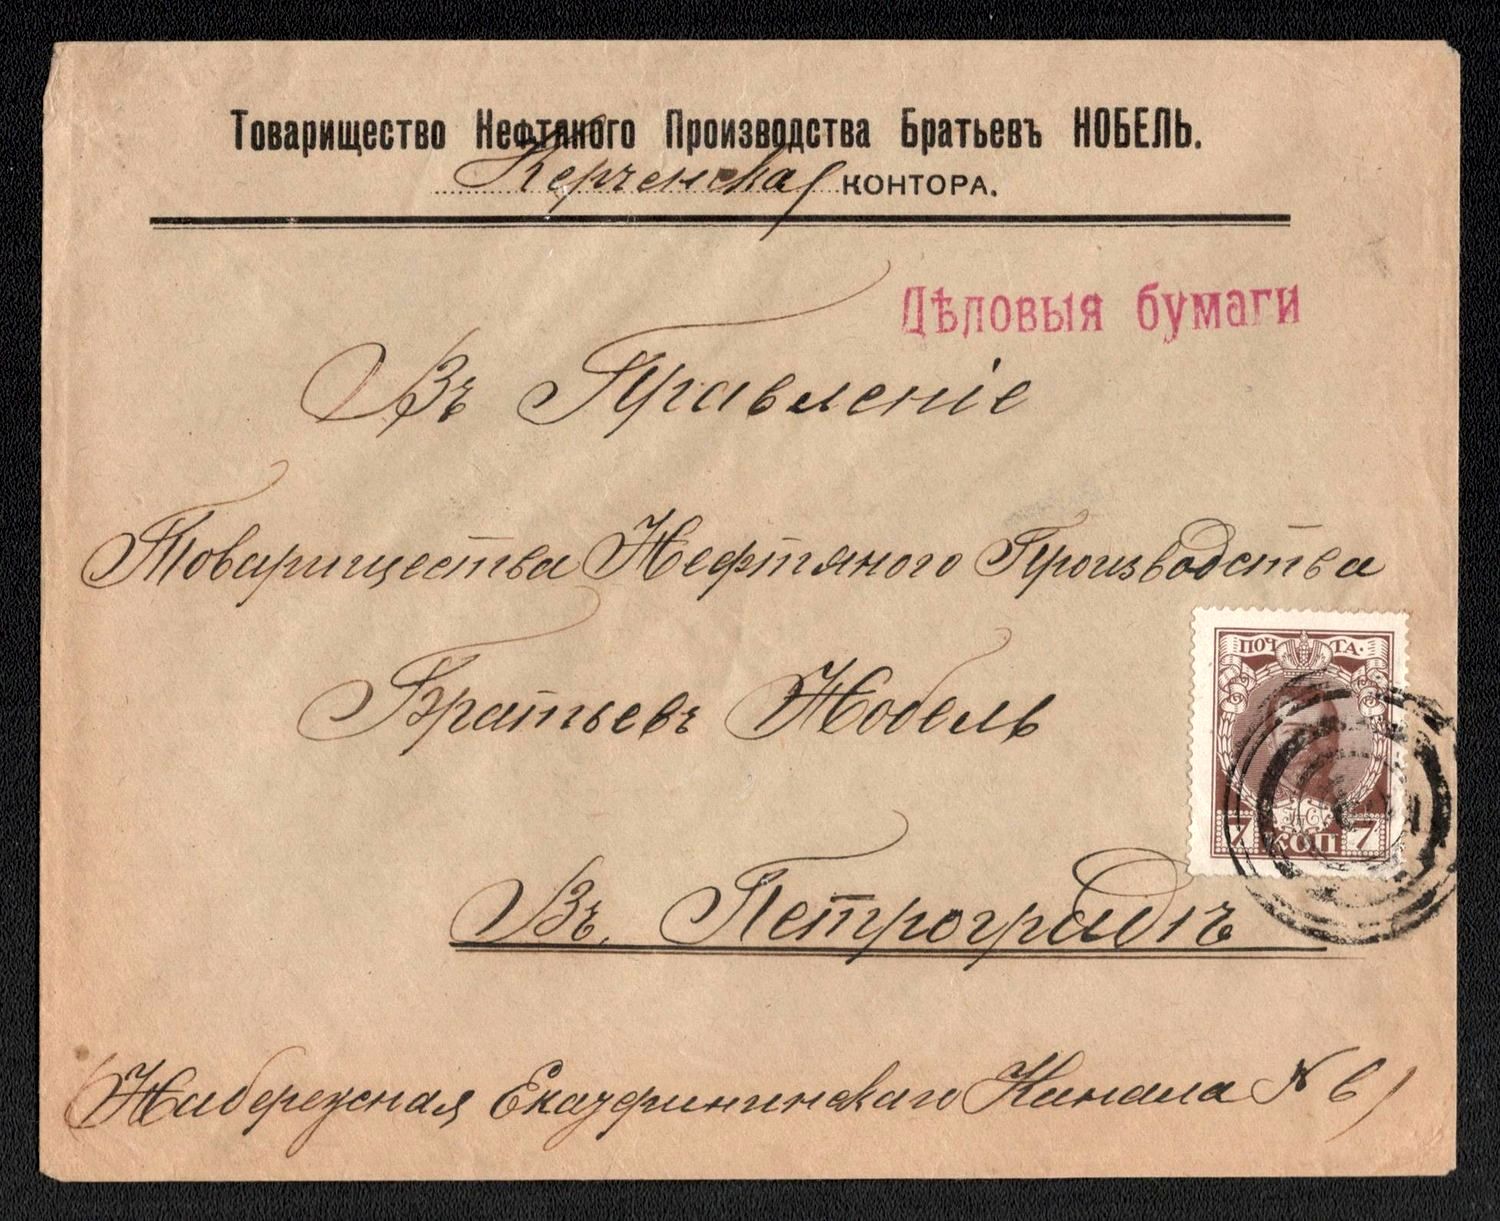 Товарищество Нефтяного Производства Братьевъ НОБЕЛЬ.
Керченская КОНТОРА.
Дѣловыя бумаги
Въ Правленіе
Товарищества Нефтяного Производства
Братьевъ Нобель
ПОЧТА.
7 КОП 7
Въ Петроградъ
(Набережная Екатерининскаго Канала № 6)